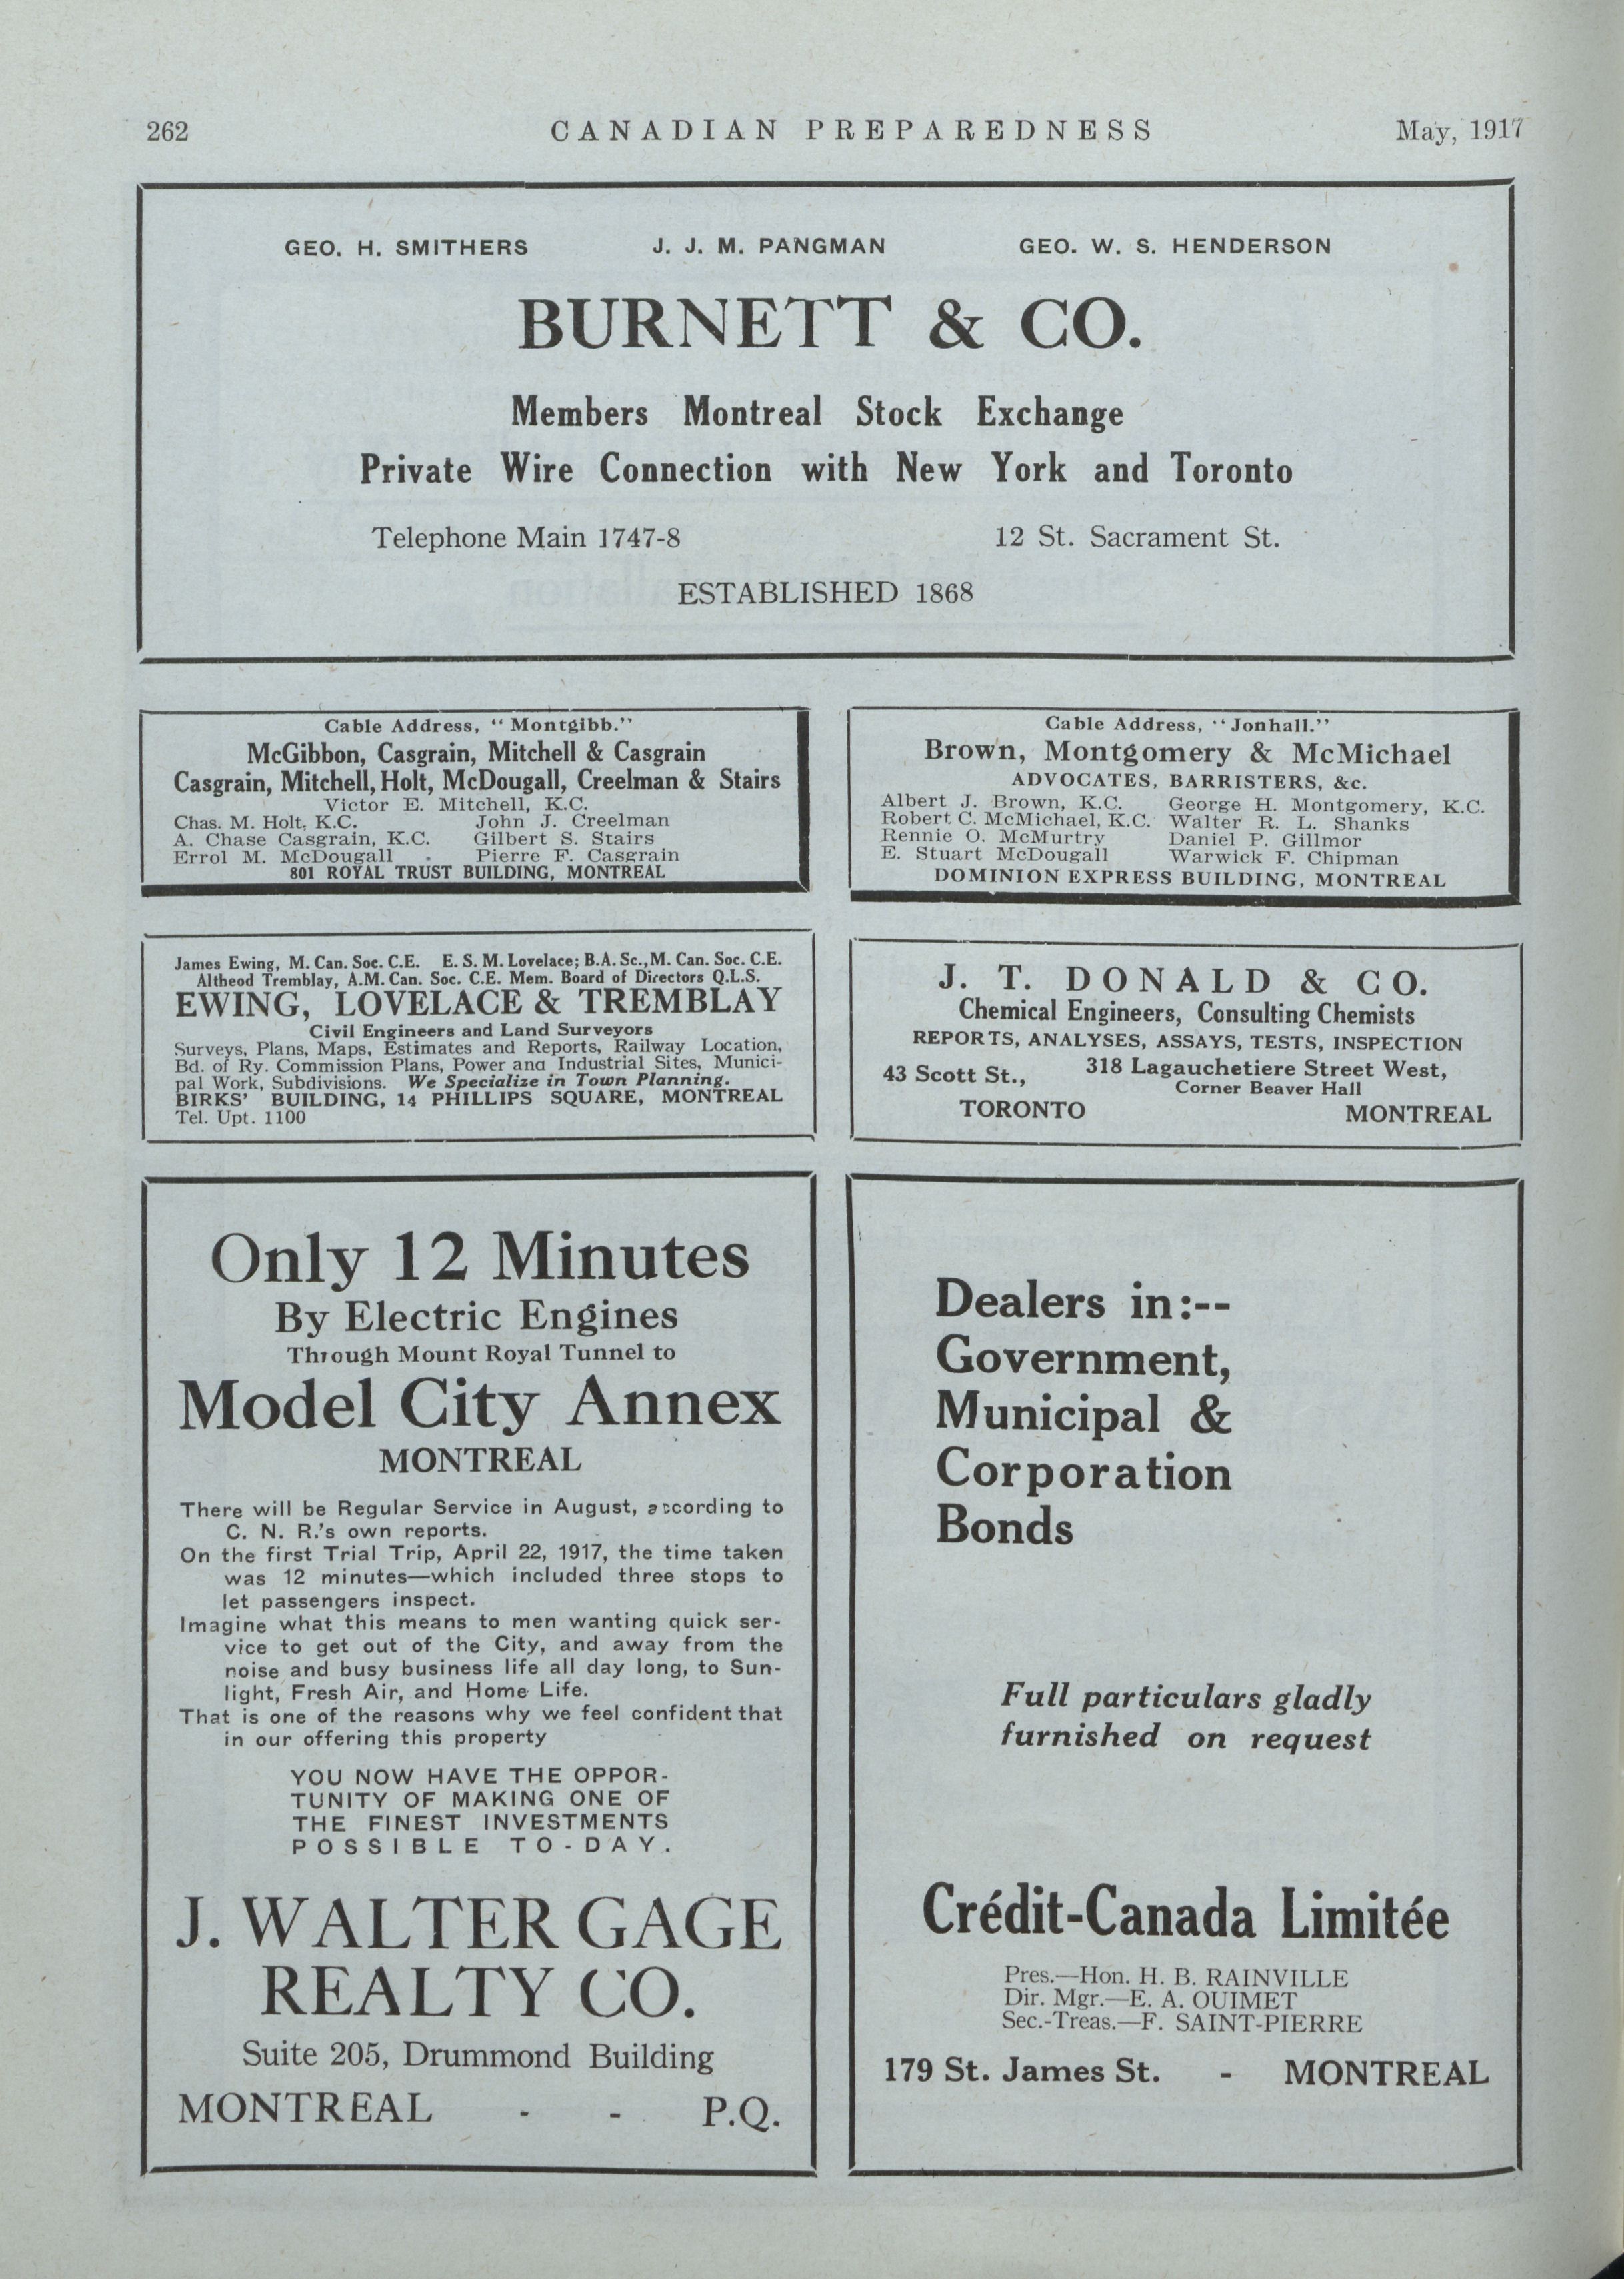 262 CANADIAN PREPAREDNESS May, 1917
GEO. H. SMITHERS J. J. M. PANGMAN GEO. W. S. HENDERSON
BURNETT & CO.
Members Montreal Stock Exchange
Private Wire Connection with New York and Toronto
Telephone Main 1747-8 12 St. Sacrament St.
ESTABLISHED 1868
Cable Address, "Montgibb."
McGibbon, Casgrain, Mitchell & Casgrain
Casgrain, Mitchell, Holt, McDougall, Creelman & Stairs
Victor E. Mitchell, K.C.
Chas. M. Holt, K.C. John J. Creelman
A. Chase Casgrain, K.C. Gilbert S. Stairs
Errol M. McDougall Pierre F. Casgrain
801 ROYAL TRUST BUILDING, MONTREAL
Cable Address, "Jonhall."
Brown, Montgomery & McMichael
ADVOCATES, BARRISTERS, &c.
Albert J. Brown, K.C. George H. Montgomery, K.C.
Robert C. McMichael, K.C. Walter R. L. Shanks
Rennie O. McMurtry Daniel P. Gillmor
E. Stuart McDougall Warwick F. Chipman
DOMINION EXPRESS BUILDING, MONTREAL
James Ewing, M. Can. Soc. C.E. E. S. M. Lovelace; B.A. Sc., M. Can. Soc. C.E.
Altheod Tremblay, A.M. Can. Soc. C.E. Mem. Board of Directors Q.L.S.
EWING, LOVELACE & TREMBLAY
Civil Engineers and Land Surveyors
Surveys, Plans, Maps, Estimates and Reports, Railway Location,
Bd. of Ry. Commission Plans, Power and Industrial Sites, Munici-
pal Work, Subdivisions. We Specialize in Town Planning.
BIRKS' BUILDING, 14 PHILLIPS SQUARE, MONTREAL
Tel. Upt. 1100
J. T. DONALD & CO.
Chemical Engineers, Consulting Chemists
REPORTS, ANALYSES, ASSAYS, TESTS, INSPECTION
43 Scott St., 318 Lagauchetiere Street West,
Corner Beaver Hall
TORONTO MONTREAL
Only 12 Minutes
By Electric Engines
Through Mount Royal Tunnel to
Model City Annex
MONTREAL
There will be Regular Service in August, according to
C. N. R.'s own reports.
On the first Trial Trip, April 22, 1917, the time taken
was 12 minutes—which included three stops to
let passengers inspect.
Imagine what this means to men wanting quick ser-
vice to get out of the City, and away from the
noise and busy business life all day long, to Sun-
light, Fresh Air, and Home Life.
That is one of the reasons why we feel confident that
in our offering this property
YOU NOW HAVE THE OPPOR-
TUNITY OF MAKING ONE OF
THE FINEST INVESTMENTS
POSSIBLE TO-DAY.
J. WALTER GAGE
REALTY CO.
Suite 205, Drummond Building
MONTREAL - - P.Q.
Dealers in:--
Government,
Municipal &
Corporation
Bonds
Full particulars gladly
furnished on request
Crédit-Canada Limitée
Pres.—Hon. H. B. RAINVILLE
Dir. Mgr.—E. A. OUIMET
Sec.-Treas.—F. SAINT-PIERRE
179 St. James St. - MONTREAL